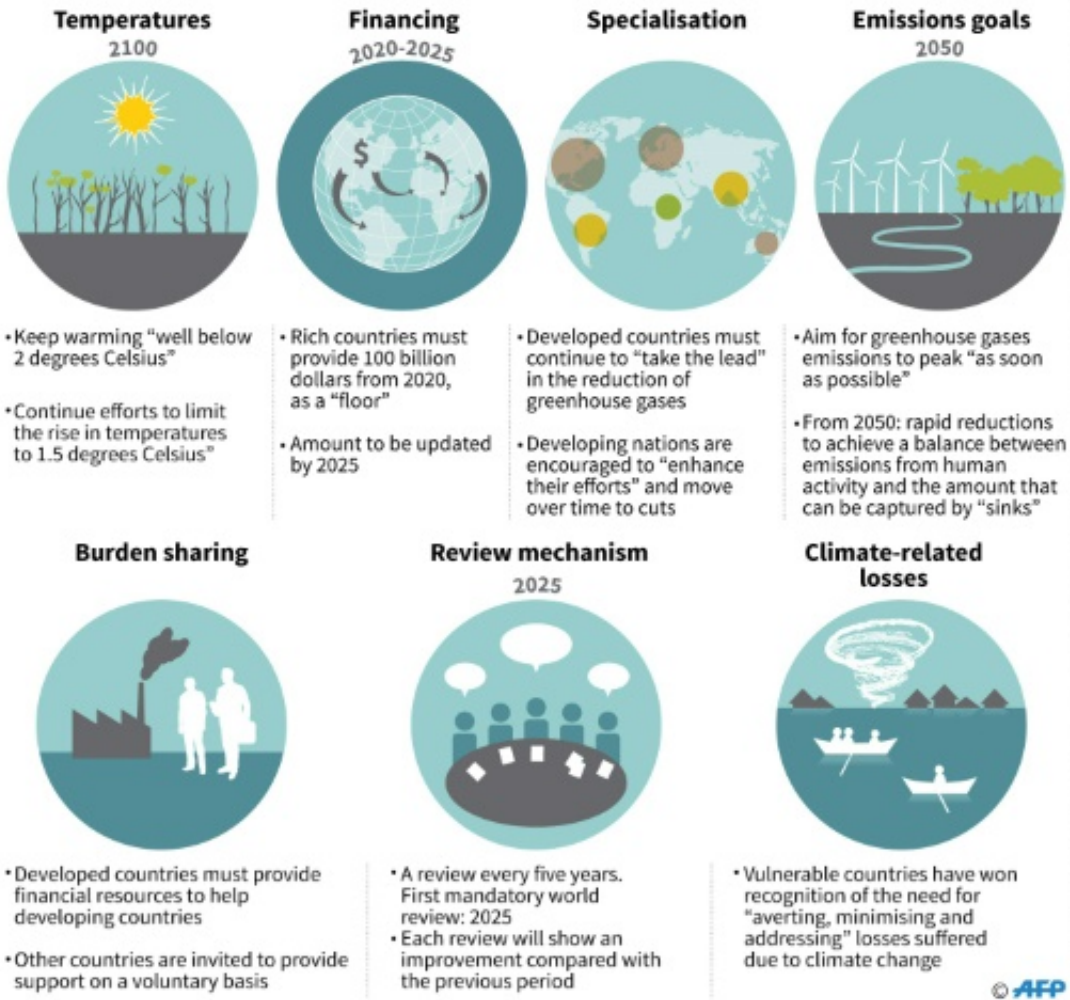 Temperatures
2100
• Keep warming “well below
2 degrees Celsius”
• Continue efforts to limit
the rise in temperatures
to 1.5 degrees Celsius”
Financing
2020-2025
$
• Rich countries must
provide 100 billion
dollars from 2020,
as a “floor”
• Amount to be updated
by 2025
Specialisation
• Developed countries must
continue to “take the lead”
in the reduction of
greenhouse gases
• Developing nations are
encouraged to “enhance
their efforts” and move
over time to cuts
Emissions goals
2050
• Aim for greenhouse gases
emissions to peak “as soon
as possible”
• From 2050: rapid reductions
to achieve a balance between
emissions from human
activity and the amount that
can be captured by “sinks”
Burden sharing
• Developed countries must provide
financial resources to help
developing countries
• Other countries are invited to provide
support on a voluntary basis
Review mechanism
2025
• A review every five years.
First mandatory world
review: 2025
• Each review will show an
improvement compared with
the previous period
Climate-related
losses
• Vulnerable countries have won
recognition of the need for
“averting, minimising and
addressing” losses suffered
due to climate change
© AFP